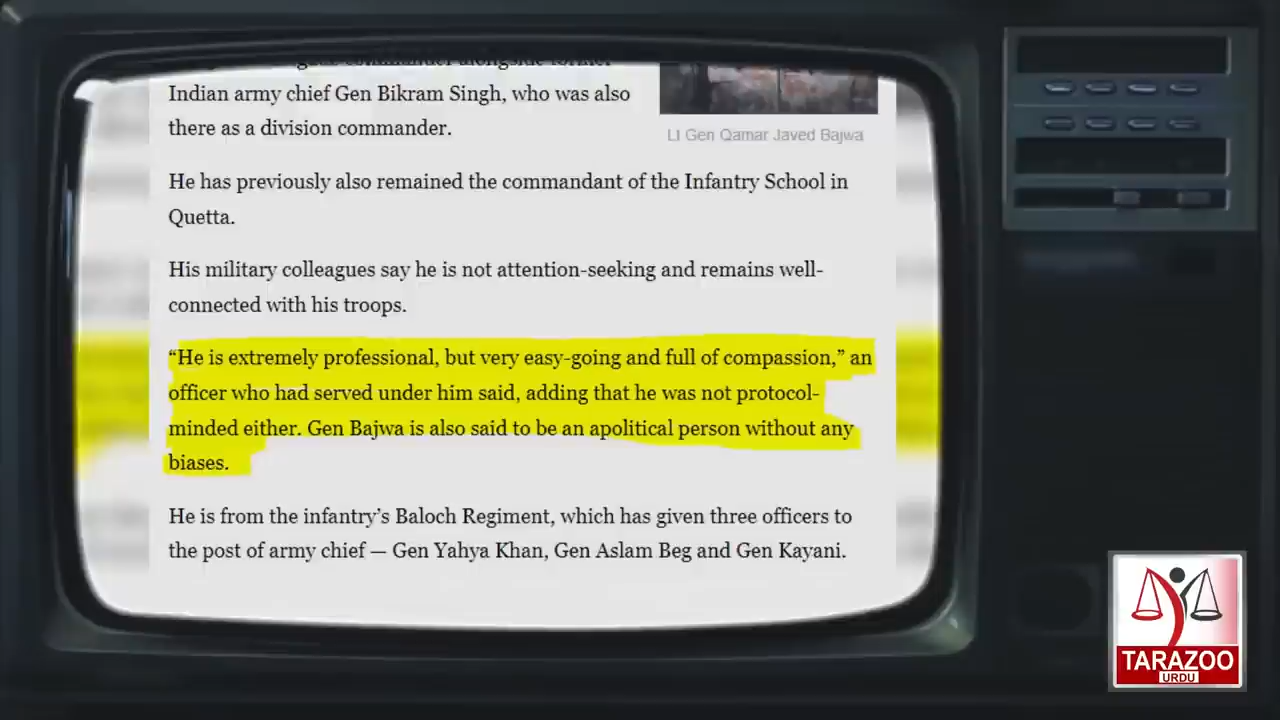 Indian army chief Gen Bikram Singh, who was also
there as a division commander.
Lt Gen Qamar Javed Bajwa
He has previously also remained the commandant of the Infantry School in
Quetta.
His military colleagues say he is not attention-seeking and remains well-
connected with his troops.
“He is extremely professional, but very easy-going and full of compassion,” an
officer who had served under him said, adding that he was not protocol-
minded either. Gen Bajwa is also said to be an apolitical person without any
biases.
He is from the infantry’s Baloch Regiment, which has given three officers to
the post of army chief — Gen Yahya Khan, Gen Aslam Beg and Gen Kayani.
TARAZOO
URDU